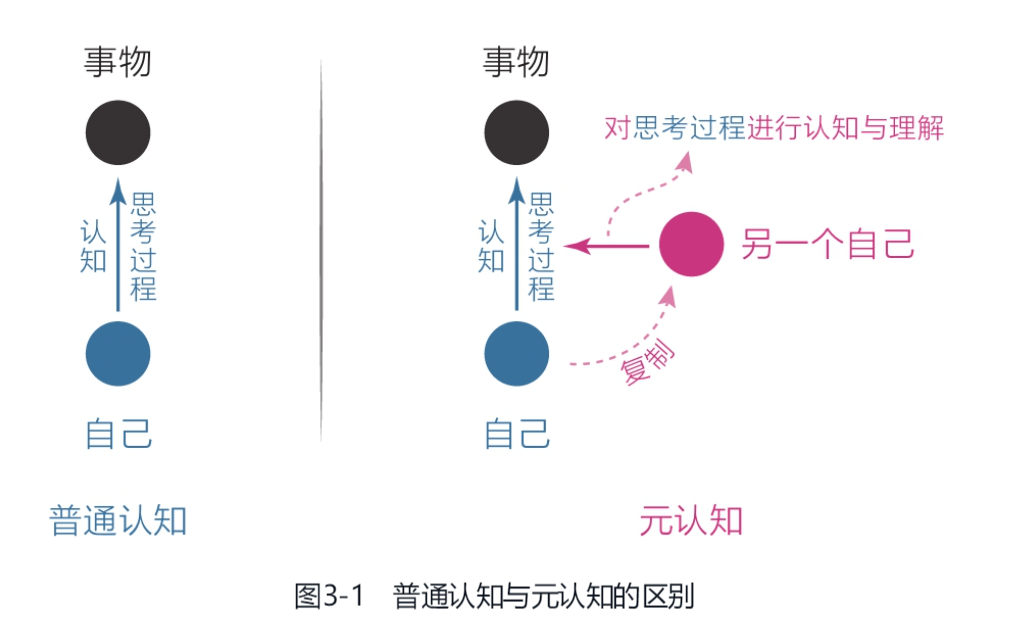 事物
认知
思考过程
自己
普通认知
事物
认知
思考过程
自己
对思考过程进行认知与理解
另一个自己
复制
元认知
图3-1 普通认知与元认知的区别